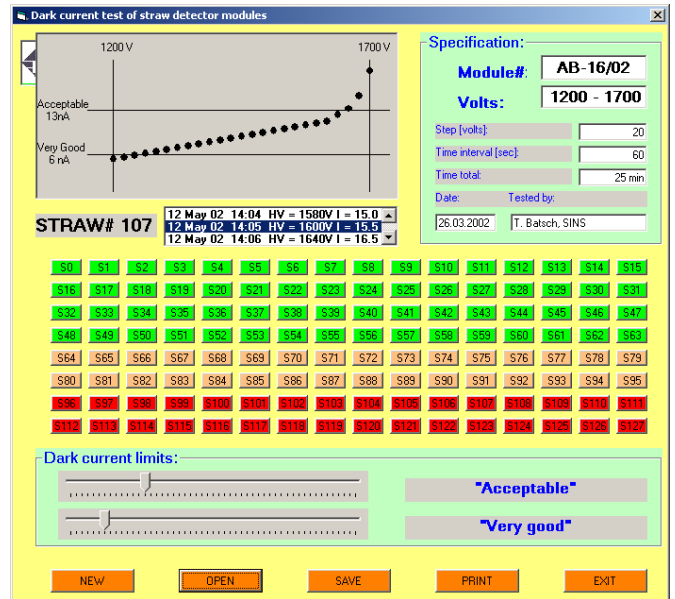 Dark current test of straw detector modules
1200 V 1700 V
Acceptable
13nA
Very Good
6 nA
Specification:
Module#: AB-16/02
Volts: 1200 - 1700
Step [volts]: 20
Time interval [sec]: 60
Time total: 25 min
Date: Tested by:
26.03.2002 T. Batsch, SINS
STRAW# 107
12 May 02 14:04 HV = 1580V I = 15.0
12 May 02 14:05 HV = 1600V I = 15.5
12 May 02 14:06 HV = 1640V I = 16.5
S0 S1 S2 S3 S4 S5 S6 S7 S8 S9 S10 S11 S12 S13 S14 S15
S16 S17 S18 S19 S20 S21 S22 S23 S24 S25 S26 S27 S28 S29 S30 S31
S32 S33 S34 S35 S36 S37 S38 S39 S40 S41 S42 S43 S44 S45 S46 S47
S48 S49 S50 S51 S52 S53 S54 S55 S56 S57 S58 S59 S60 S61 S62 S63
S64 S65 S66 S67 S68 S69 S70 S71 S72 S73 S74 S75 S76 S77 S78 S79
S80 S81 S82 S83 S84 S85 S86 S87 S88 S89 S90 S91 S92 S93 S94 S95
S96 S97 S98 S99 S100 S101 S102 S103 S104 S105 S106 S107 S108 S109 S110 S111
S112 S113 S114 S115 S116 S117 S118 S119 S120 S121 S122 S123 S124 S125 S126 S127
Dark current limits:
"Acceptable"
"Very good"
NEW OPEN SAVE PRINT EXIT